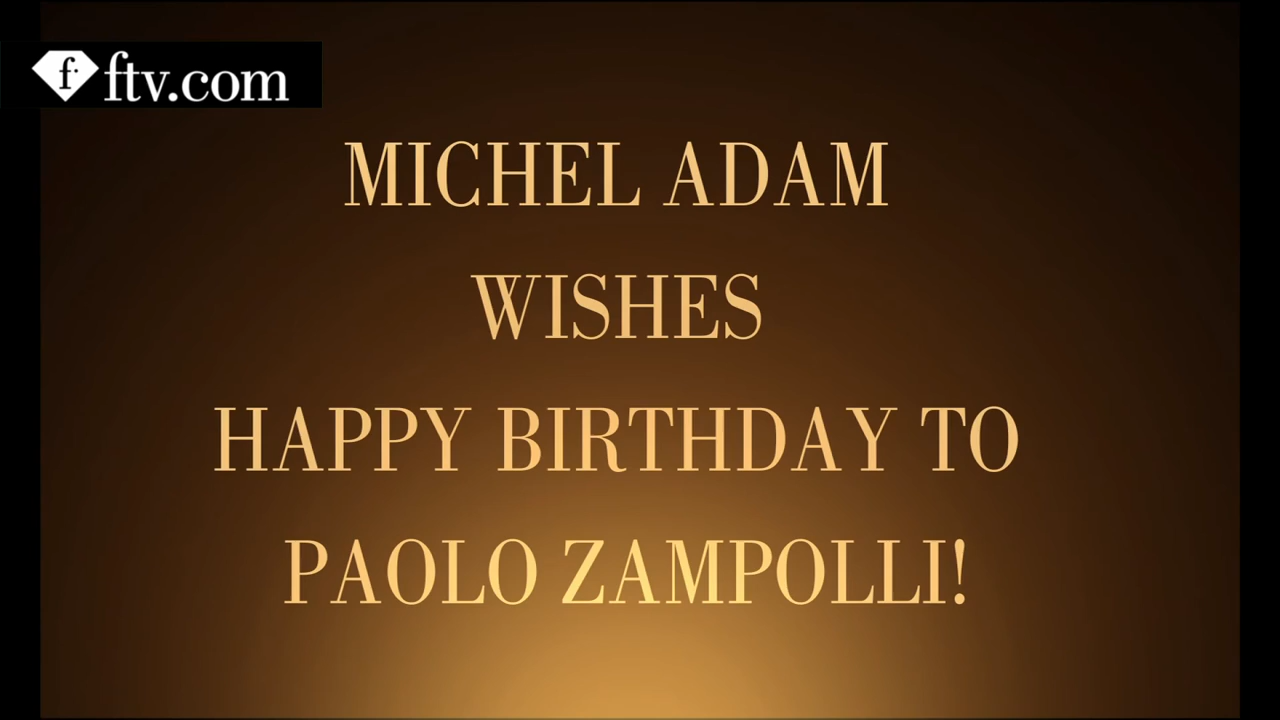 f ftv.com
MICHEL ADAM
WISHES
HAPPY BIRTHDAY TO
PAOLO ZAMPOLLI!